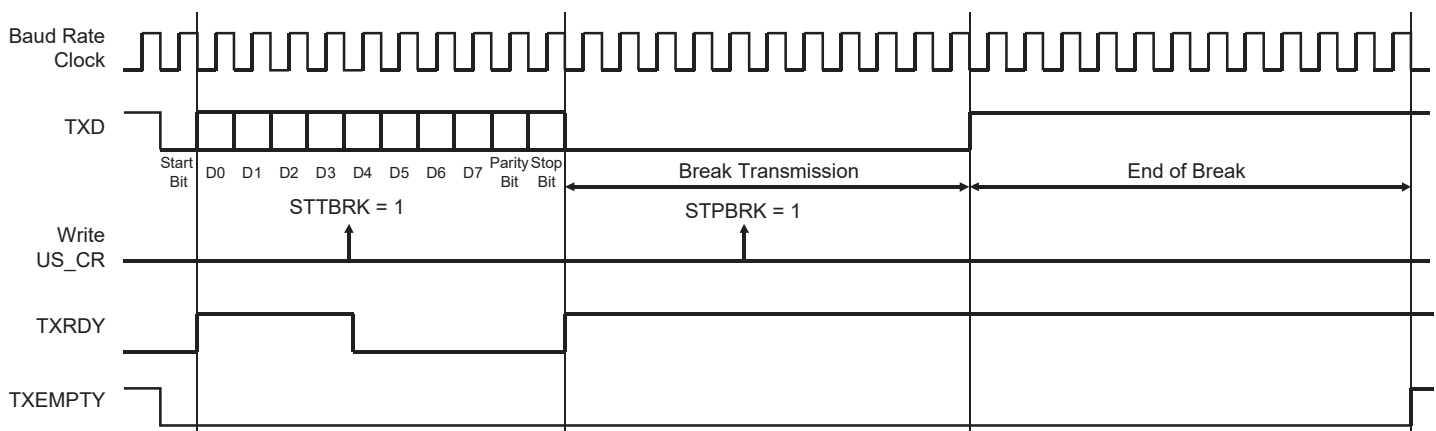 Baud Rate
Clock
TXD
Start
Bit
D0 D1 D2 D3 D4 D5 D6 D7
Parity
Bit
Stop
Bit
Break Transmission
End of Break
STTBRK = 1
STPBRK = 1
Write
US_CR
TXRDY
TXEMPTY